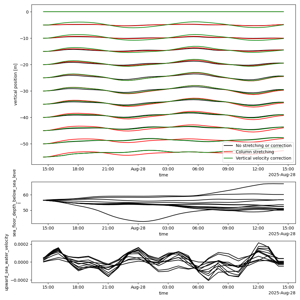 0
−10
−20
−30
−40
−50
vertical position [m]
No stretching or correction
Column stretching
Vertical velocity correction
15:00
18:00
21:00
Aug-28
03:00
06:00
09:00
12:00
15:00
time
2025-Aug-28
sea_floor_depth_below_sea_level
60
50
40
15:00
18:00
21:00
Aug-28
03:00
06:00
09:00
12:00
15:00
time
2025-Aug-28
upward_sea_water_velocity
0.0002
0.0000
−0.0002
15:00
18:00
21:00
Aug-28
03:00
06:00
09:00
12:00
15:00
time
2025-Aug-28